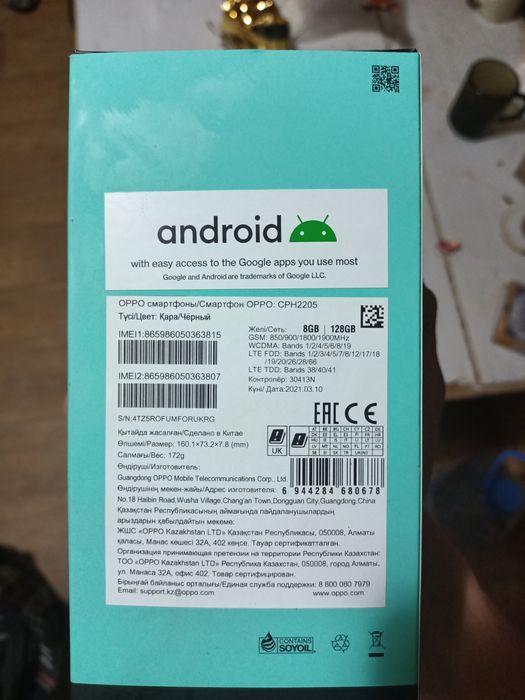 android
with easy access to the Google apps you use most
Google and Android are trademarks of Google LLC.
OPPO смартфоны/Смартфон OPPO: CPH2205
Түсі/Цвет: Қара/Чёрный
IMEI1:865986050363815
IMEI2:865986050363807
S/N:4TZ5ROFUMFORUKRG
Желі/Сеть: 8GB | 128GB
GSM: 850/900/1800/1900MHz
WCDMA: Bands 1/2/4/5/6/8/19
LTE FDD: Bands 1/2/3/4/5/7/8/12/17/18
/19/20/26/28/66
LTE TDD: Bands 38/40/41
Контролёр: 30413N
Күні/ Дата:2021.03.10
Қытайда жасалған/Сделано в Китае
Өлшемі/Размер: 160.1×73.2×7.8 (mm)
Салмағы/Вес: 172g
Өндіруші/Изготовитель:
Guangdong OPPO Mobile Telecommunications Corp., Ltd.
EAC CE
UK
6 944284 680678
Өндірушінің мекен-жайы/Адрес изготовителя:
No.18 Haibin Road,Wusha Village,Chang'an Town,Dongguan City,Guangdong,China
Қазақстан Республикасының аймағында пайдаланушылардың
арыздарын қабылдайтын мекеме:
ЖШС «OPPO Kazakhstan LTD» Қазақстан Республикасы, 050008, Алматы
қаласы, Манас көшесі 32А, 402 кеңсе. Тауар сертификатталған.
Организация принимающая претензии на территории Республики Казахстан:
ТОО «OPPO Kazakhstan LTD» Республика Казахстан, 050008, город Алматы,
ул. Манаса 32А, офис 402. Товар сертифицирован.
Бірыңғай байланыс орталығы/Единая служба поддержки: 8 800 080 7979
Email: support.kz@oppo.com www.oppo.com
CONTAINS
SOYOIL